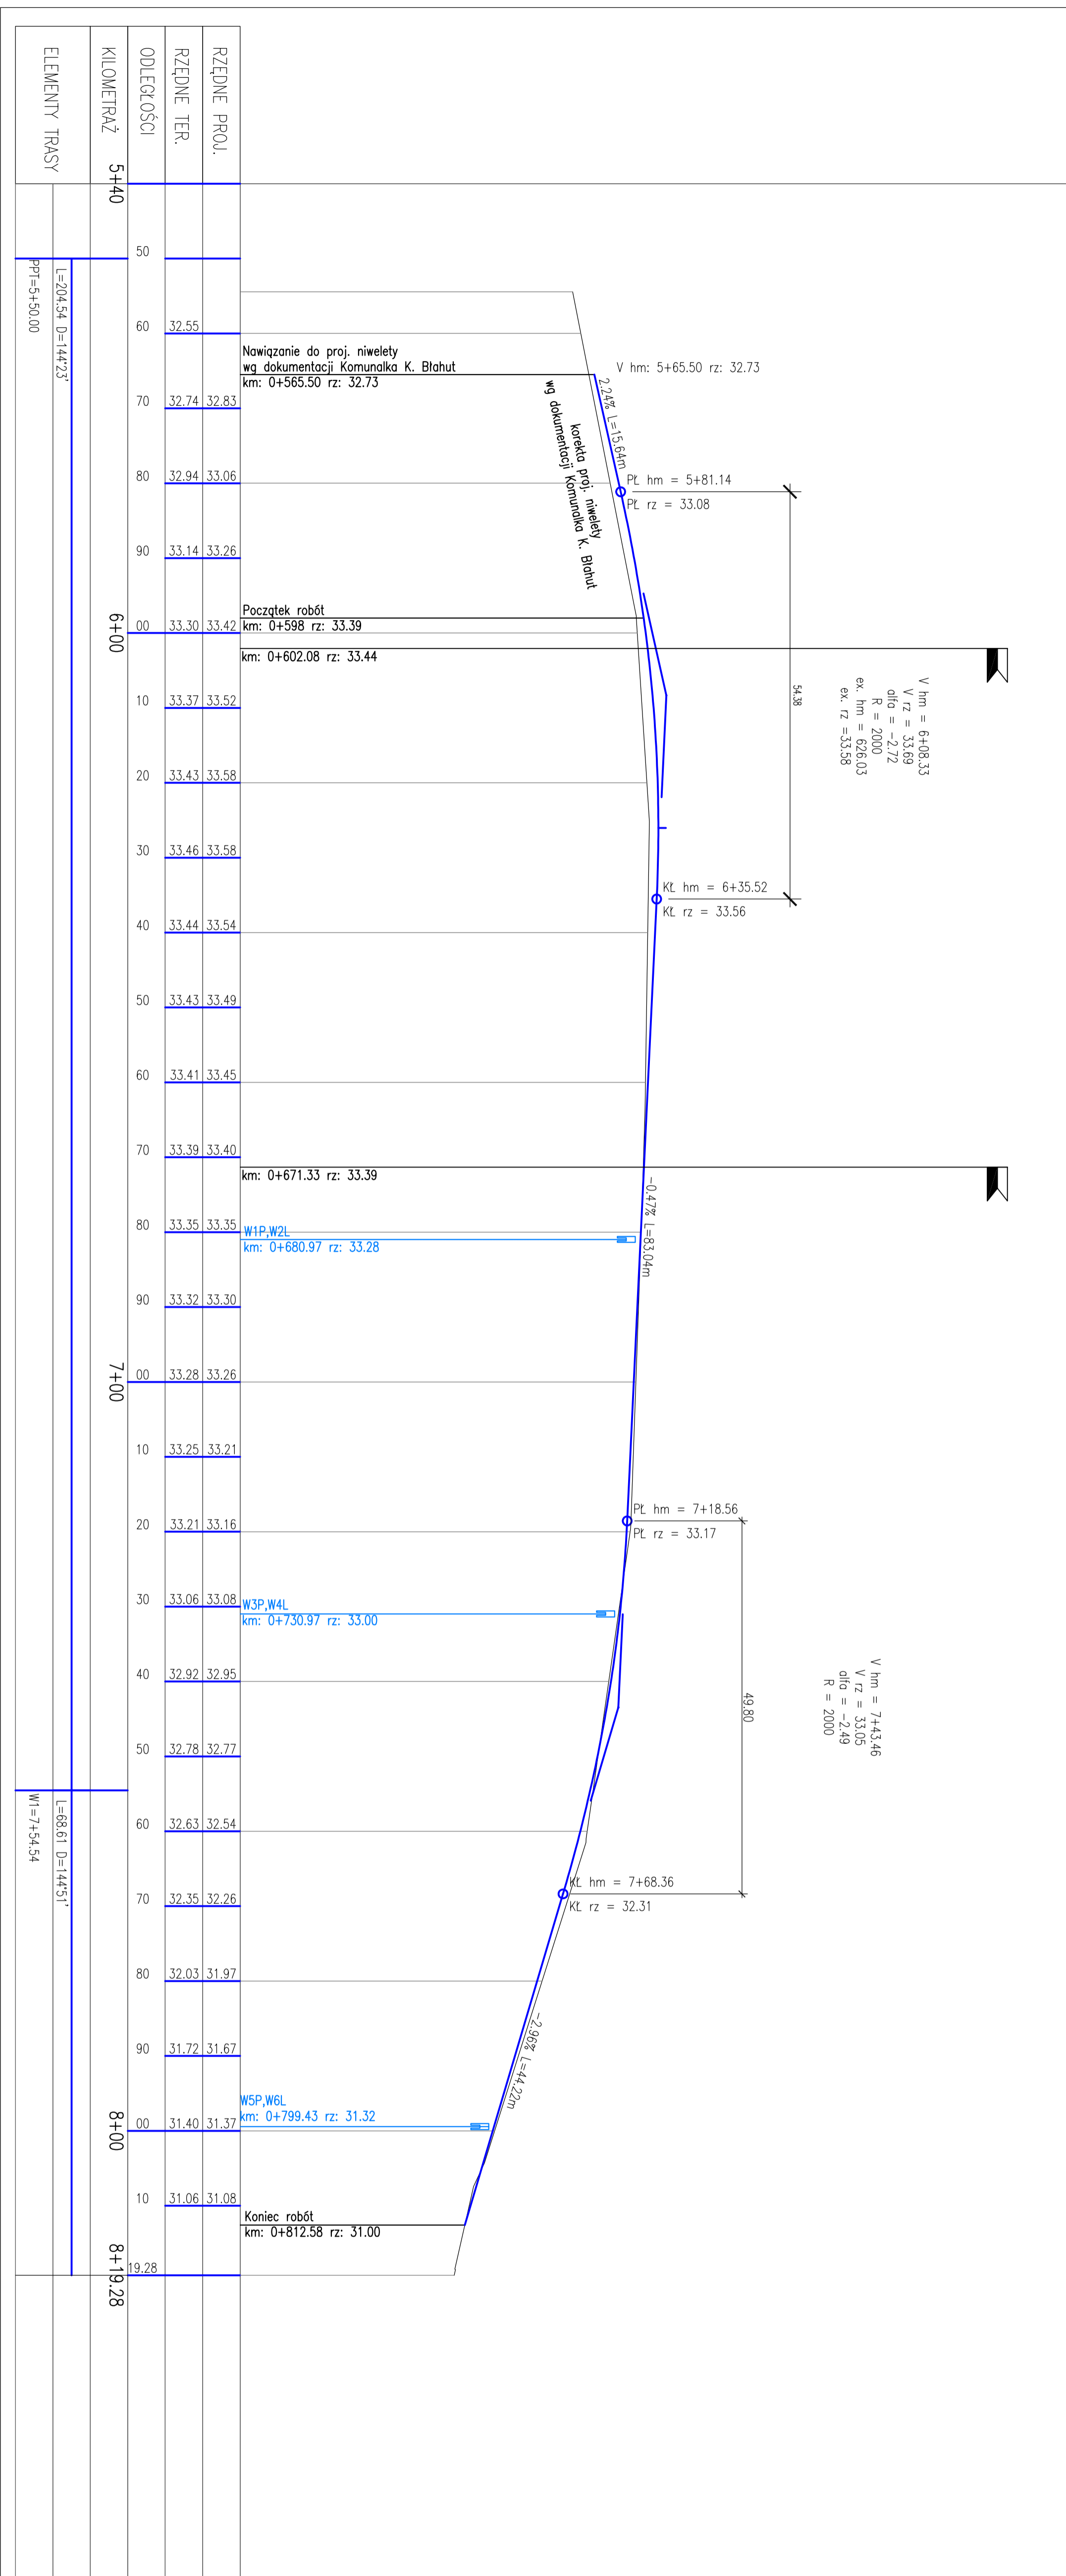 RZĘDNE PROJ.
RZĘDNE TER.
ODLEGŁOŚCI
KILOMETRAŻ
ELEMENTY TRASY
5+40
50
PPT=5+50.00
L=204.54 D=144°23'
60
32.55
Nawiązanie do proj. niwelety
wg dokumentacji Komunalka K. Błahut
km: 0+565.50 rz: 32.73
V hm: 5+65.50 rz: 32.73
2.24% L=15.64m
korekta proj. niwelety
wg dokumentacji Komunalka K. Błahut
70
32.74 32.83
80
32.94 33.06
PŁ hm = 5+81.14
PŁ rz = 33.08
90
33.14 33.26
Początek robót
km: 0+598 rz: 33.39
6+00
00
33.30 33.42
km: 0+602.08 rz: 33.44
54.38
V hm = 6+08.33
V rz = 33.69
alfa = -2.72
R = 2000
ex. hm = 626.03
ex. rz =33.58
10
33.37 33.52
20
33.43 33.58
30
33.46 33.58
KŁ hm = 6+35.52
KŁ rz = 33.56
40
33.44 33.54
50
33.43 33.49
60
33.41 33.45
70
33.39 33.40
km: 0+671.33 rz: 33.39
-0.47% L=83.04m
80
33.35 33.35
W1P,W2L
km: 0+680.97 rz: 33.28
90
33.32 33.30
7+00
00
33.28 33.26
10
33.25 33.21
PŁ hm = 7+18.56
PŁ rz = 33.17
20
33.21 33.16
30
33.06 33.08
W3P,W4L
km: 0+730.97 rz: 33.00
49.80
V hm = 7+43.46
V rz = 33.05
alfa = -2.49
R = 2000
40
32.92 32.95
50
32.78 32.77
W1=7+54.54
L=68.61 D=144°51'
60
32.63 32.54
KŁ hm = 7+68.36
KŁ rz = 32.31
70
32.35 32.26
80
32.03 31.97
-2.96% L=44.22m
90
31.72 31.67
W5P,W6L
km: 0+799.43 rz: 31.32
8+00
00
31.40 31.37
10
31.06 31.08
Koniec robót
km: 0+812.58 rz: 31.00
19.28
8+19.28